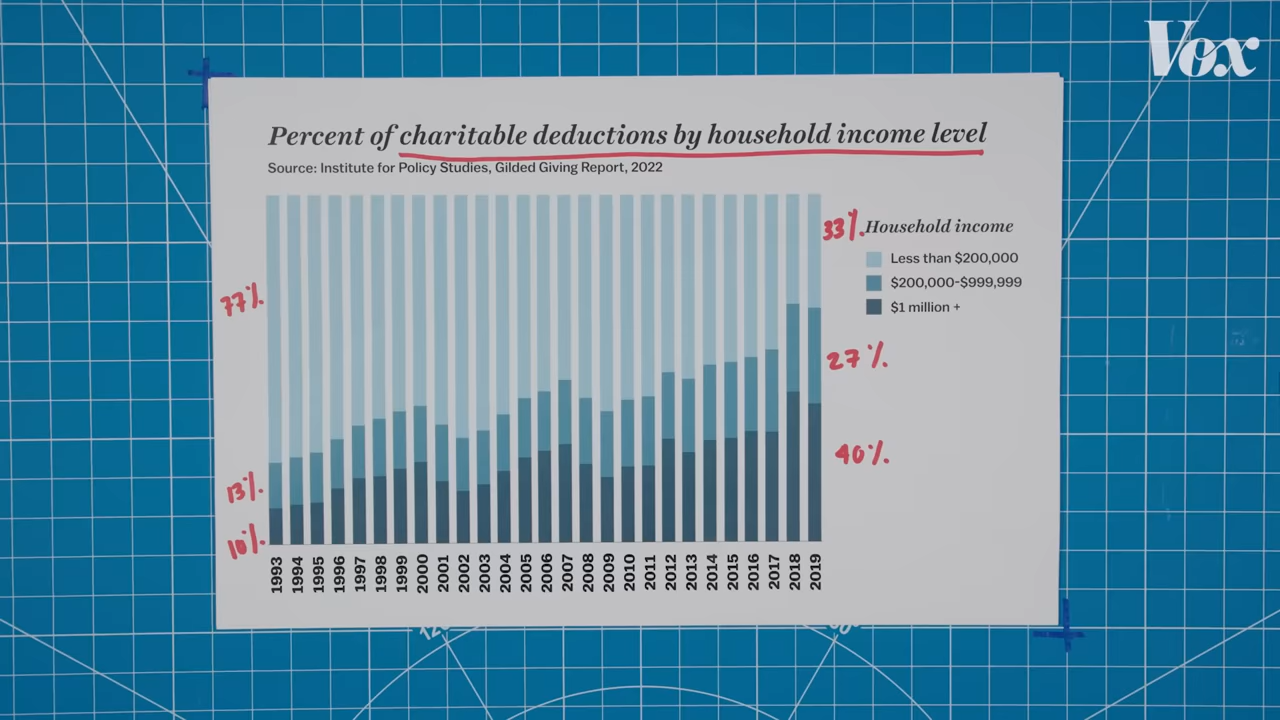 Vox
Percent of charitable deductions by household income level
Source: Institute for Policy Studies, Gilded Giving Report, 2022
33%
Household income
Less than $200,000
$200,000-$999,999
$1 million +
77%
27%
40%
13%
10%
1993 1994 1995 1996 1997 1998 1999 2000 2001 2002 2003 2004 2005 2006 2007 2008 2009 2010 2011 2012 2013 2014 2015 2016 2017 2018 2019